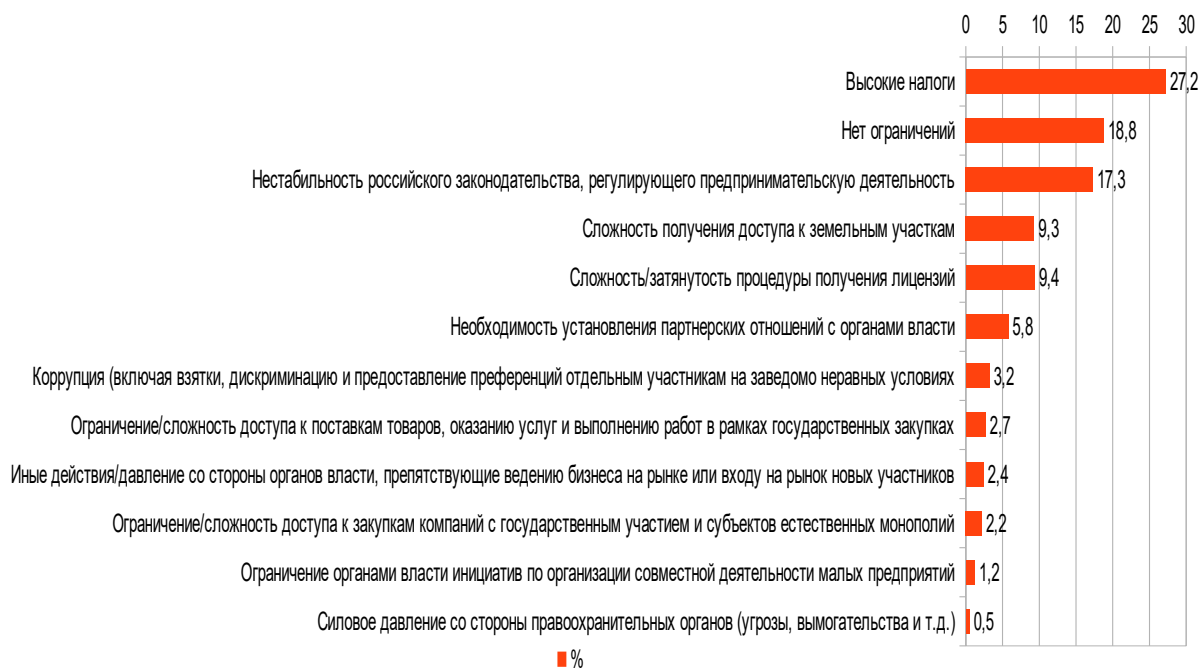 0 5 10 15 20 25 30
Высокие налоги 27,2
Нет ограничений 18,8
Нестабильность российского законодательства, регулирующего предпринимательскую деятельность 17,3
Сложность получения доступа к земельным участкам 9,3
Сложность/затянутость процедуры получения лицензий 9,4
Необходимость установления партнерских отношений с органами власти 5,8
Коррупция (включая взятки, дискриминацию и предоставление преференций отдельным участникам на заведомо неравных условиях 3,2
Ограничение/сложность доступа к поставкам товаров, оказанию услуг и выполнению работ в рамках государственных закупках 2,7
Иные действия/давление со стороны органов власти, препятствующие ведению бизнеса на рынке или входу на рынок новых участников 2,4
Ограничение/сложность доступа к закупкам компаний с государственным участием и субъектов естественных монополий 2,2
Ограничение органами власти инициатив по организации совместной деятельности малых предприятий 1,2
Силовое давление со стороны правоохранительных органов (угрозы, вымогательства и т.д.) 0,5
%